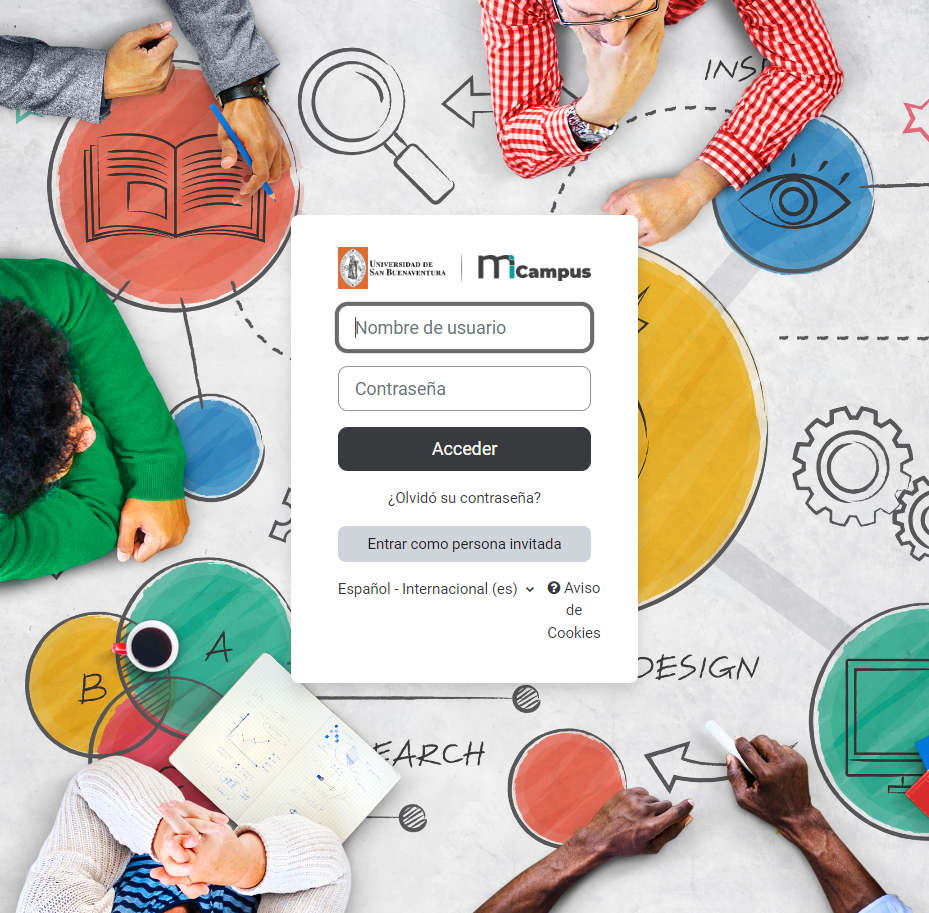 INS
UNIVERSIDAD DE
SAN BUENAVENTURA
miCampus
Nombre de usuario
Contraseña
Acceder
¿Olvidó su contraseña?
Entrar como persona invitada
Español - Internacional (es)
Aviso
de
Cookies
A
B
DESIGN
EARCH